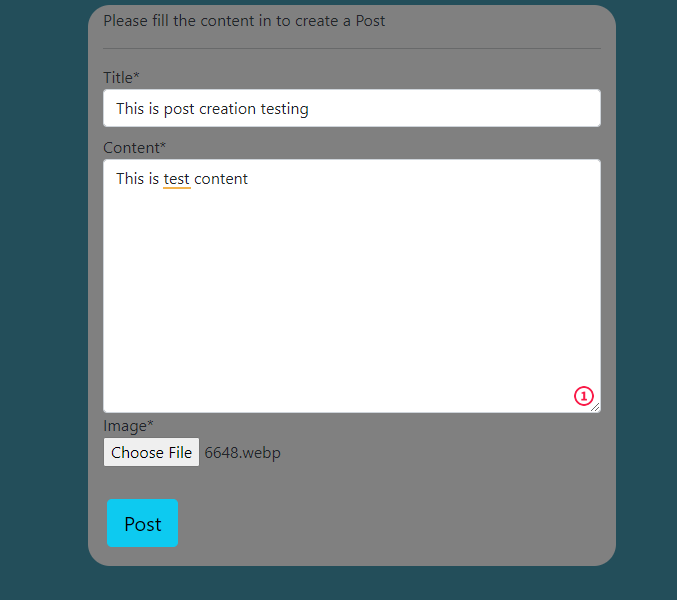 Please fill the content in to create a Post
Title*
This is post creation testing
Content*
This is test content
1
Image*
Choose File 6648.webp
Post